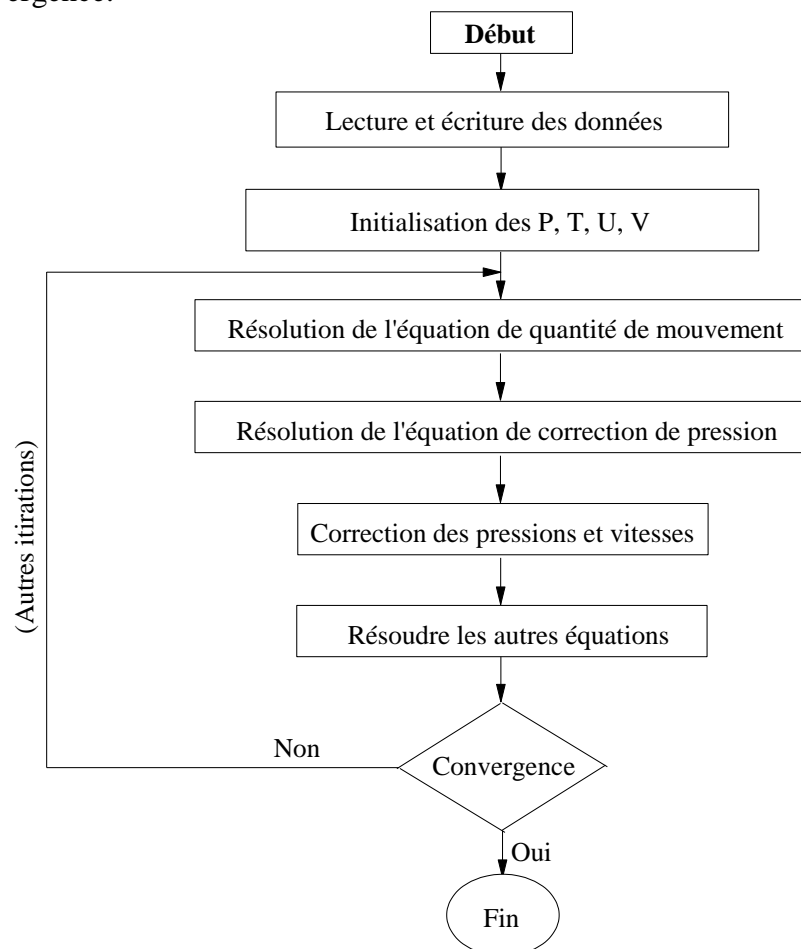 ergence.
Début
Lecture et écriture des données
Initialisation des P, T, U, V
Résolution de l'équation de quantité de mouvement
Résolution de l'équation de correction de pression
Correction des pressions et vitesses
Résoudre les autres équations
(Autres itirations)
Non
Convergence
Oui
Fin